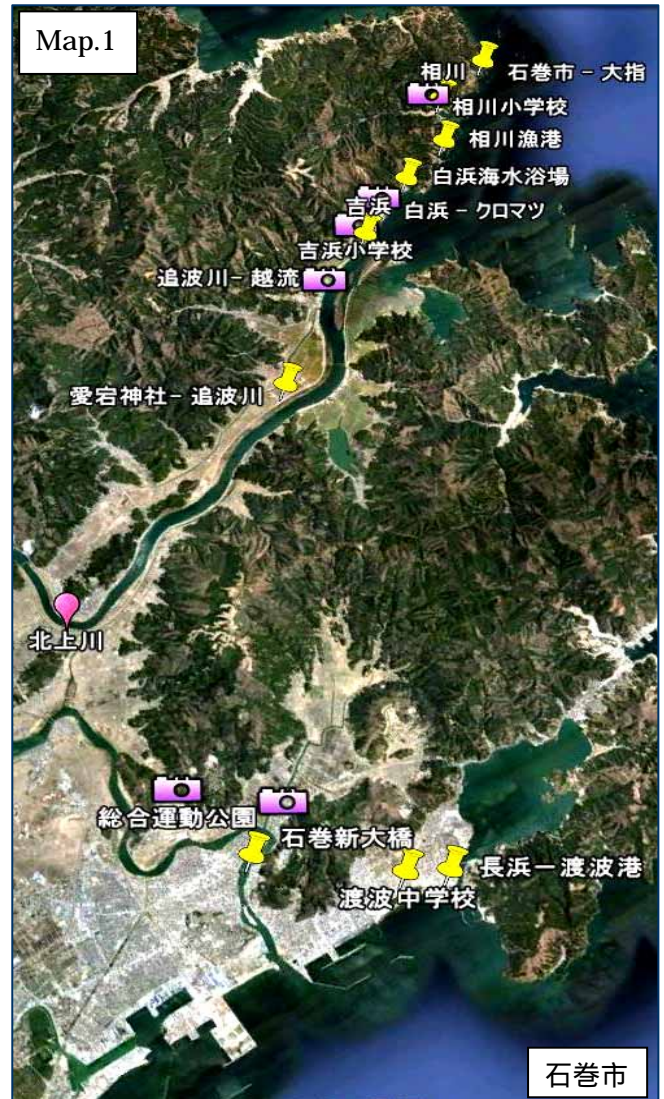 Map.1
相川 石巻市－大指
相川小学校
相川漁港
白浜海水浴場
吉浜 白浜－クロマツ
吉浜小学校
追波川－越流
愛宕神社－追波川
北上川
総合運動公園
石巻新大橋
長浜－渡波港
渡波中学校
石巻市